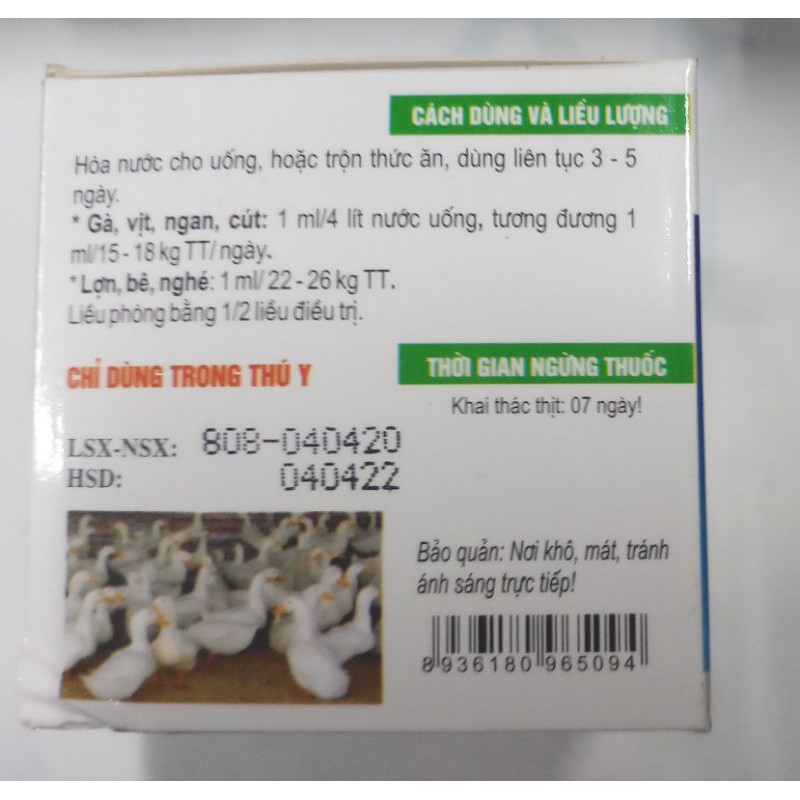 CÁCH DÙNG VÀ LIỀU LƯỢNG
Hòa nước cho uống, hoặc trộn thức ăn, dùng liên tục 3 - 5
ngày.
* Gà, vịt, ngan, cút: 1 ml/4 lít nước uống, tương đương 1
ml/15 - 18 kg TT/ ngày.
* Lợn, bê, nghé: 1 ml/ 22 - 26 kg TT.
Liều phòng bằng 1/2 liều điều trị.
CHỈ DÙNG TRONG THÚ Y
THỜI GIAN NGỪNG THUỐC
Khai thác thịt: 07 ngày!
LSX-NSX: 808-040420
HSD: 040422
Bảo quản: Nơi khô, mát, tránh
ánh sáng trực tiếp!
8 936180 965094